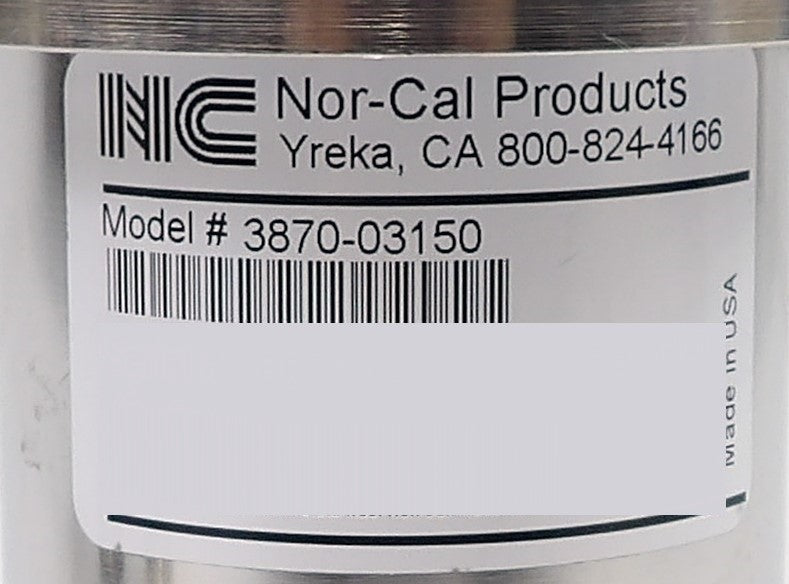 NC
Nor-Cal Products
Yreka, CA 800-824-4166
Model # 3870-03150
Made in USA